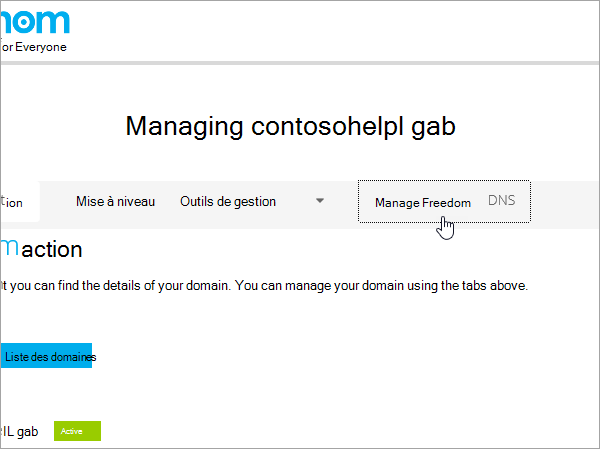 nom
or Everyone
Managing contosohelpl gab
tion Mise à niveau Outils de gestion Manage Freedom DNS
m action
t you can find the details of your domain. You can manage your domain using the tabs above.
Liste des domaines
IL gab Active